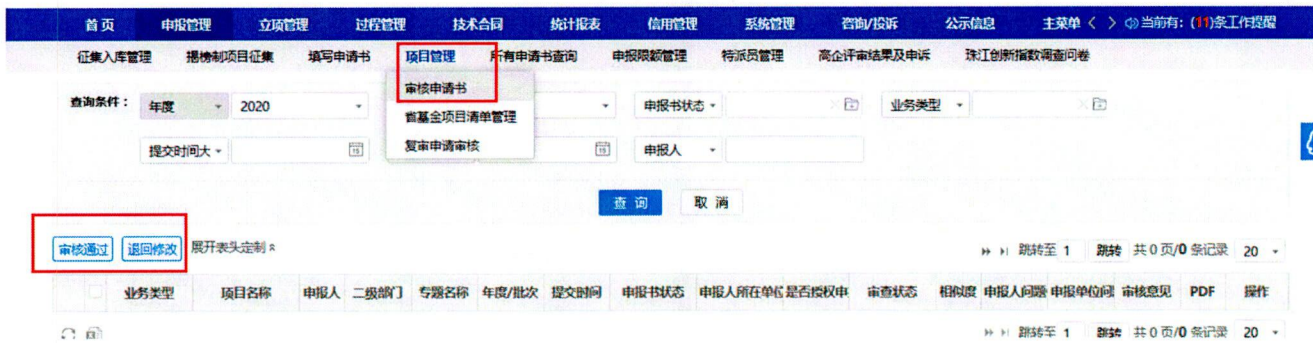 首页 申报管理 立项管理 过程管理 技术合同 统计报表 信用管理 系统管理 咨询/投诉 公示信息 主菜单 < > 当前有: (11)条工作提醒
征集入库管理 揭榜制项目征集 填写申请书 项目管理 所有申请书查询 申报限额管理 特派员管理 高企评审结果及申诉 珠江创新指数调查问卷
审核申请书
查询条件： 年度 2020 申报书状态 业务类型
省基金项目清单管理
提交时间大 15 复审申请审核 15 申报人
查询 取消
审核通过 退回修改 展开表头定制 跳转至 1 跳转 共 0 页/0 条记录 20
业务类型 项目名称 申报人 二级部门 专题名称 年度/批次 提交时间 申报书状态 申报人所在单位 是否授权申 审查状态 相似度 申报人问题 申报单位问 审核意见 PDF 操作
跳转至 1 跳转 共 0 页/0 条记录 20